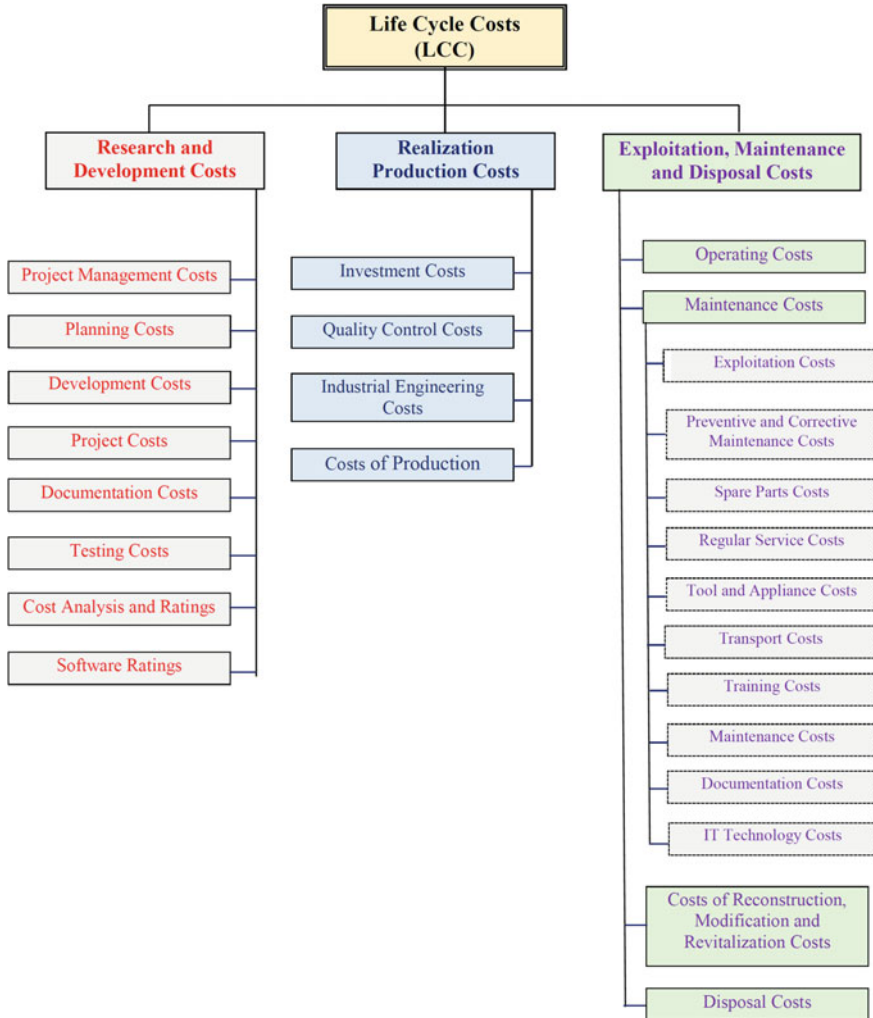 Life Cycle Costs
(LCC)
Research and
Development Costs
Realization
Production Costs
Exploitation, Maintenance
and Disposal Costs
Project Management Costs
Planning Costs
Development Costs
Project Costs
Documentation Costs
Testing Costs
Cost Analysis and Ratings
Software Ratings
Investment Costs
Quality Control Costs
Industrial Engineering
Costs
Costs of Production
Operating Costs
Maintenance Costs
Exploitation Costs
Preventive and Corrective
Maintenance Costs
Spare Parts Costs
Regular Service Costs
Tool and Appliance Costs
Transport Costs
Training Costs
Maintenance Costs
Documentation Costs
IT Technology Costs
Costs of Reconstruction,
Modification and
Revitalization Costs
Disposal Costs